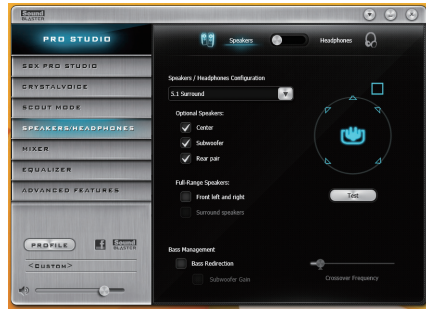 Sound
BLASTER
PRO STUDIO
Speakers
Headphones
SBX PRO STUDIO
CRYSTALVOICE
SCOUT MODE
SPEAKERS/HEADPHONES
MIXER
EQUALIZER
ADVANCED FEATURES
Speakers / Headphones Configuration
5.1 Surround
Optional Speakers:
Center
Subwoofer
Rear pair
Full-Range Speakers:
Front left and right
Surround speakers
Test
PROFILE
f
Sound
BLASTER
<Custom>
Bass Management
Bass Redirection
Subwoofer Gain
Crossover Frequency